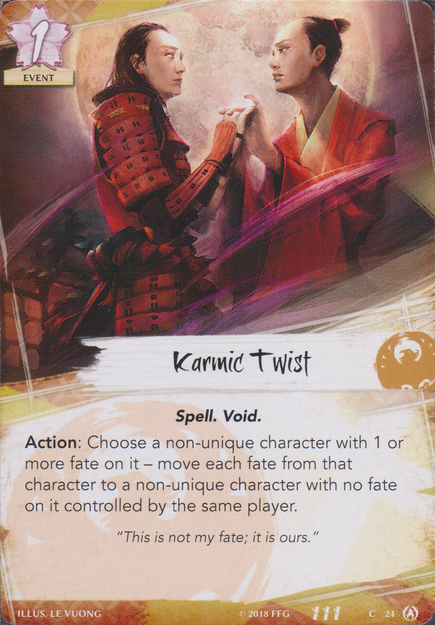 1
EVENT
Karmic Twist
Spell. Void.
Action: Choose a non-unique character with 1 or
more fate on it – move each fate from that
character to a non-unique character with no fate
on it controlled by the same player.
“This is not my fate; it is ours.”
ILLUS. LE VUONG © 2018 FFG 111 C 24